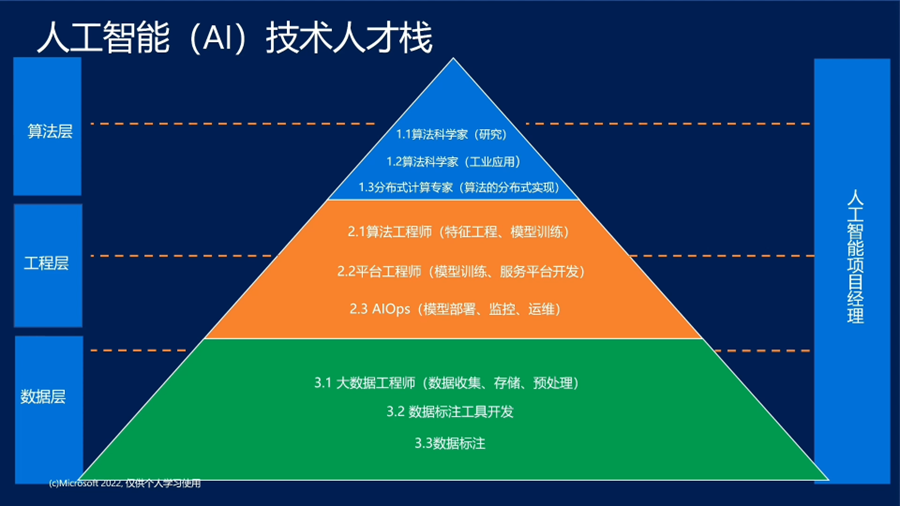 人工智能（AI）技术人才栈
算法层
1.1算法科学家（研究）
1.2算法科学家（工业应用）
1.3分布式计算专家（算法的分布式实现）
工程层
2.1算法工程师（特征工程、模型训练）
2.2平台工程师（模型训练、服务平台开发）
2.3 AIOps（模型部署、监控、运维）
数据层
3.1 大数据工程师（数据收集、存储、预处理）
3.2 数据标注工具开发
3.3数据标注
人工智能项目经理
(c)Microsoft 2022, 仅供个人学习使用